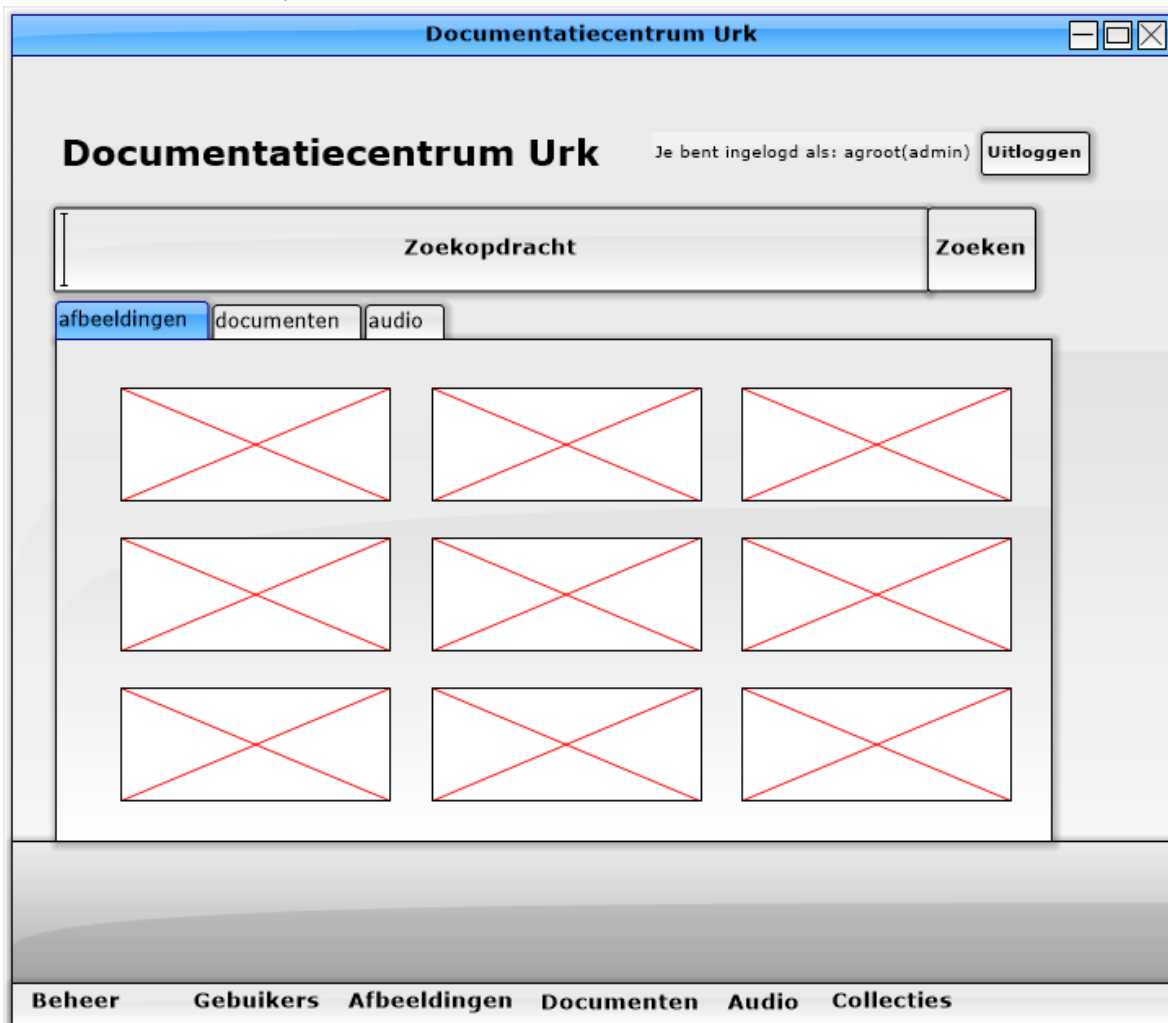 Documentatiecentrum Urk
Documentatiecentrum Urk
Je bent ingelogd als: agroot(admin) Uitloggen
Zoekopdracht Zoeken
afbeeldingen documenten audio
Beheer Gebuikers Afbeeldingen Documenten Audio Collecties